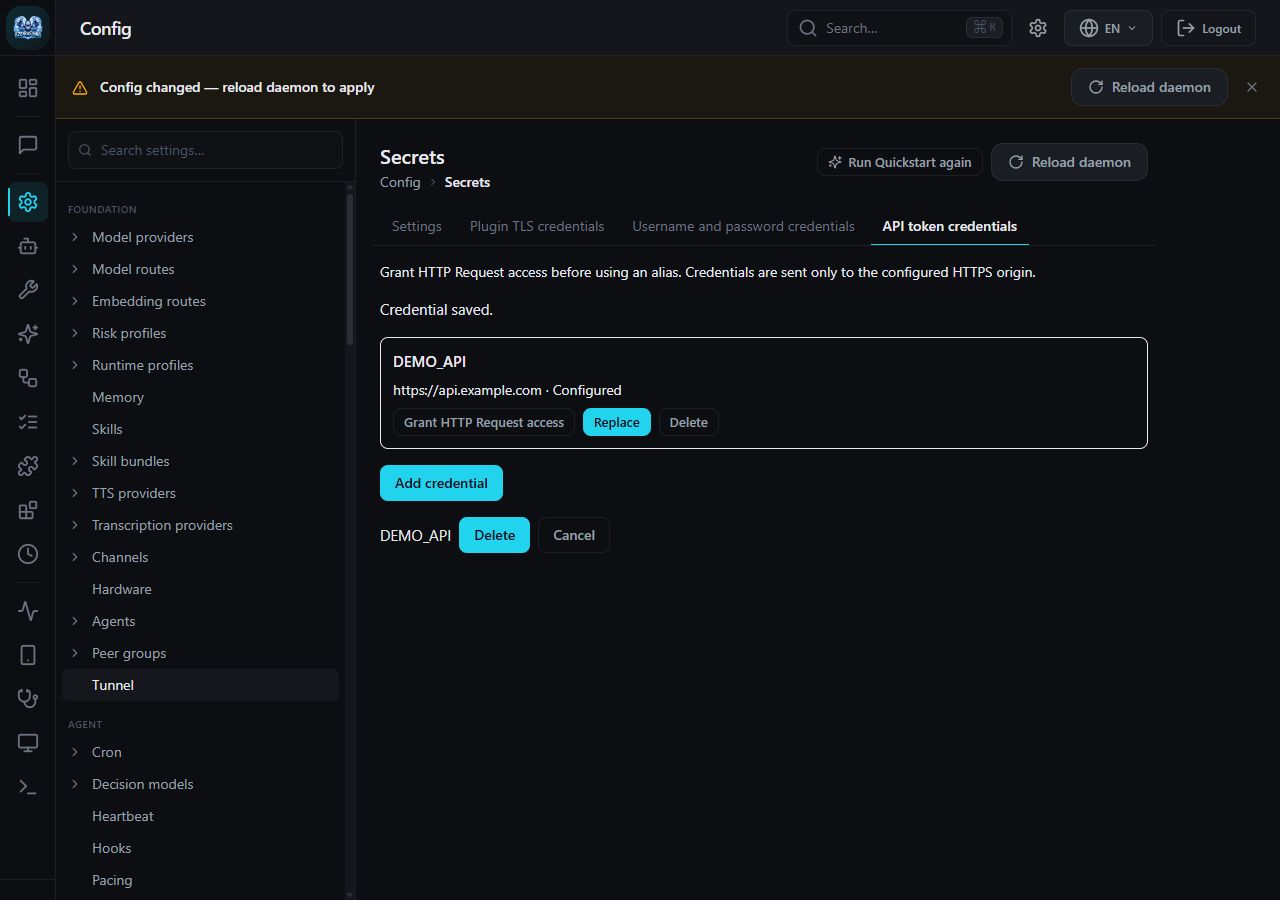 Config
Search...
⌘K
EN
Logout
Config changed — reload daemon to apply
Reload daemon
Search settings...
FOUNDATION
Model providers
Model routes
Embedding routes
Risk profiles
Runtime profiles
Memory
Skills
Skill bundles
TTS providers
Transcription providers
Channels
Hardware
Agents
Peer groups
Tunnel
AGENT
Cron
Decision models
Heartbeat
Hooks
Pacing
Secrets
Config > Secrets
Run Quickstart again
Reload daemon
Settings
Plugin TLS credentials
Username and password credentials
API token credentials
Grant HTTP Request access before using an alias. Credentials are sent only to the configured HTTPS origin.
Credential saved.
DEMO_API
https://api.example.com · Configured
Grant HTTP Request access
Replace
Delete
Add credential
DEMO_API
Delete
Cancel